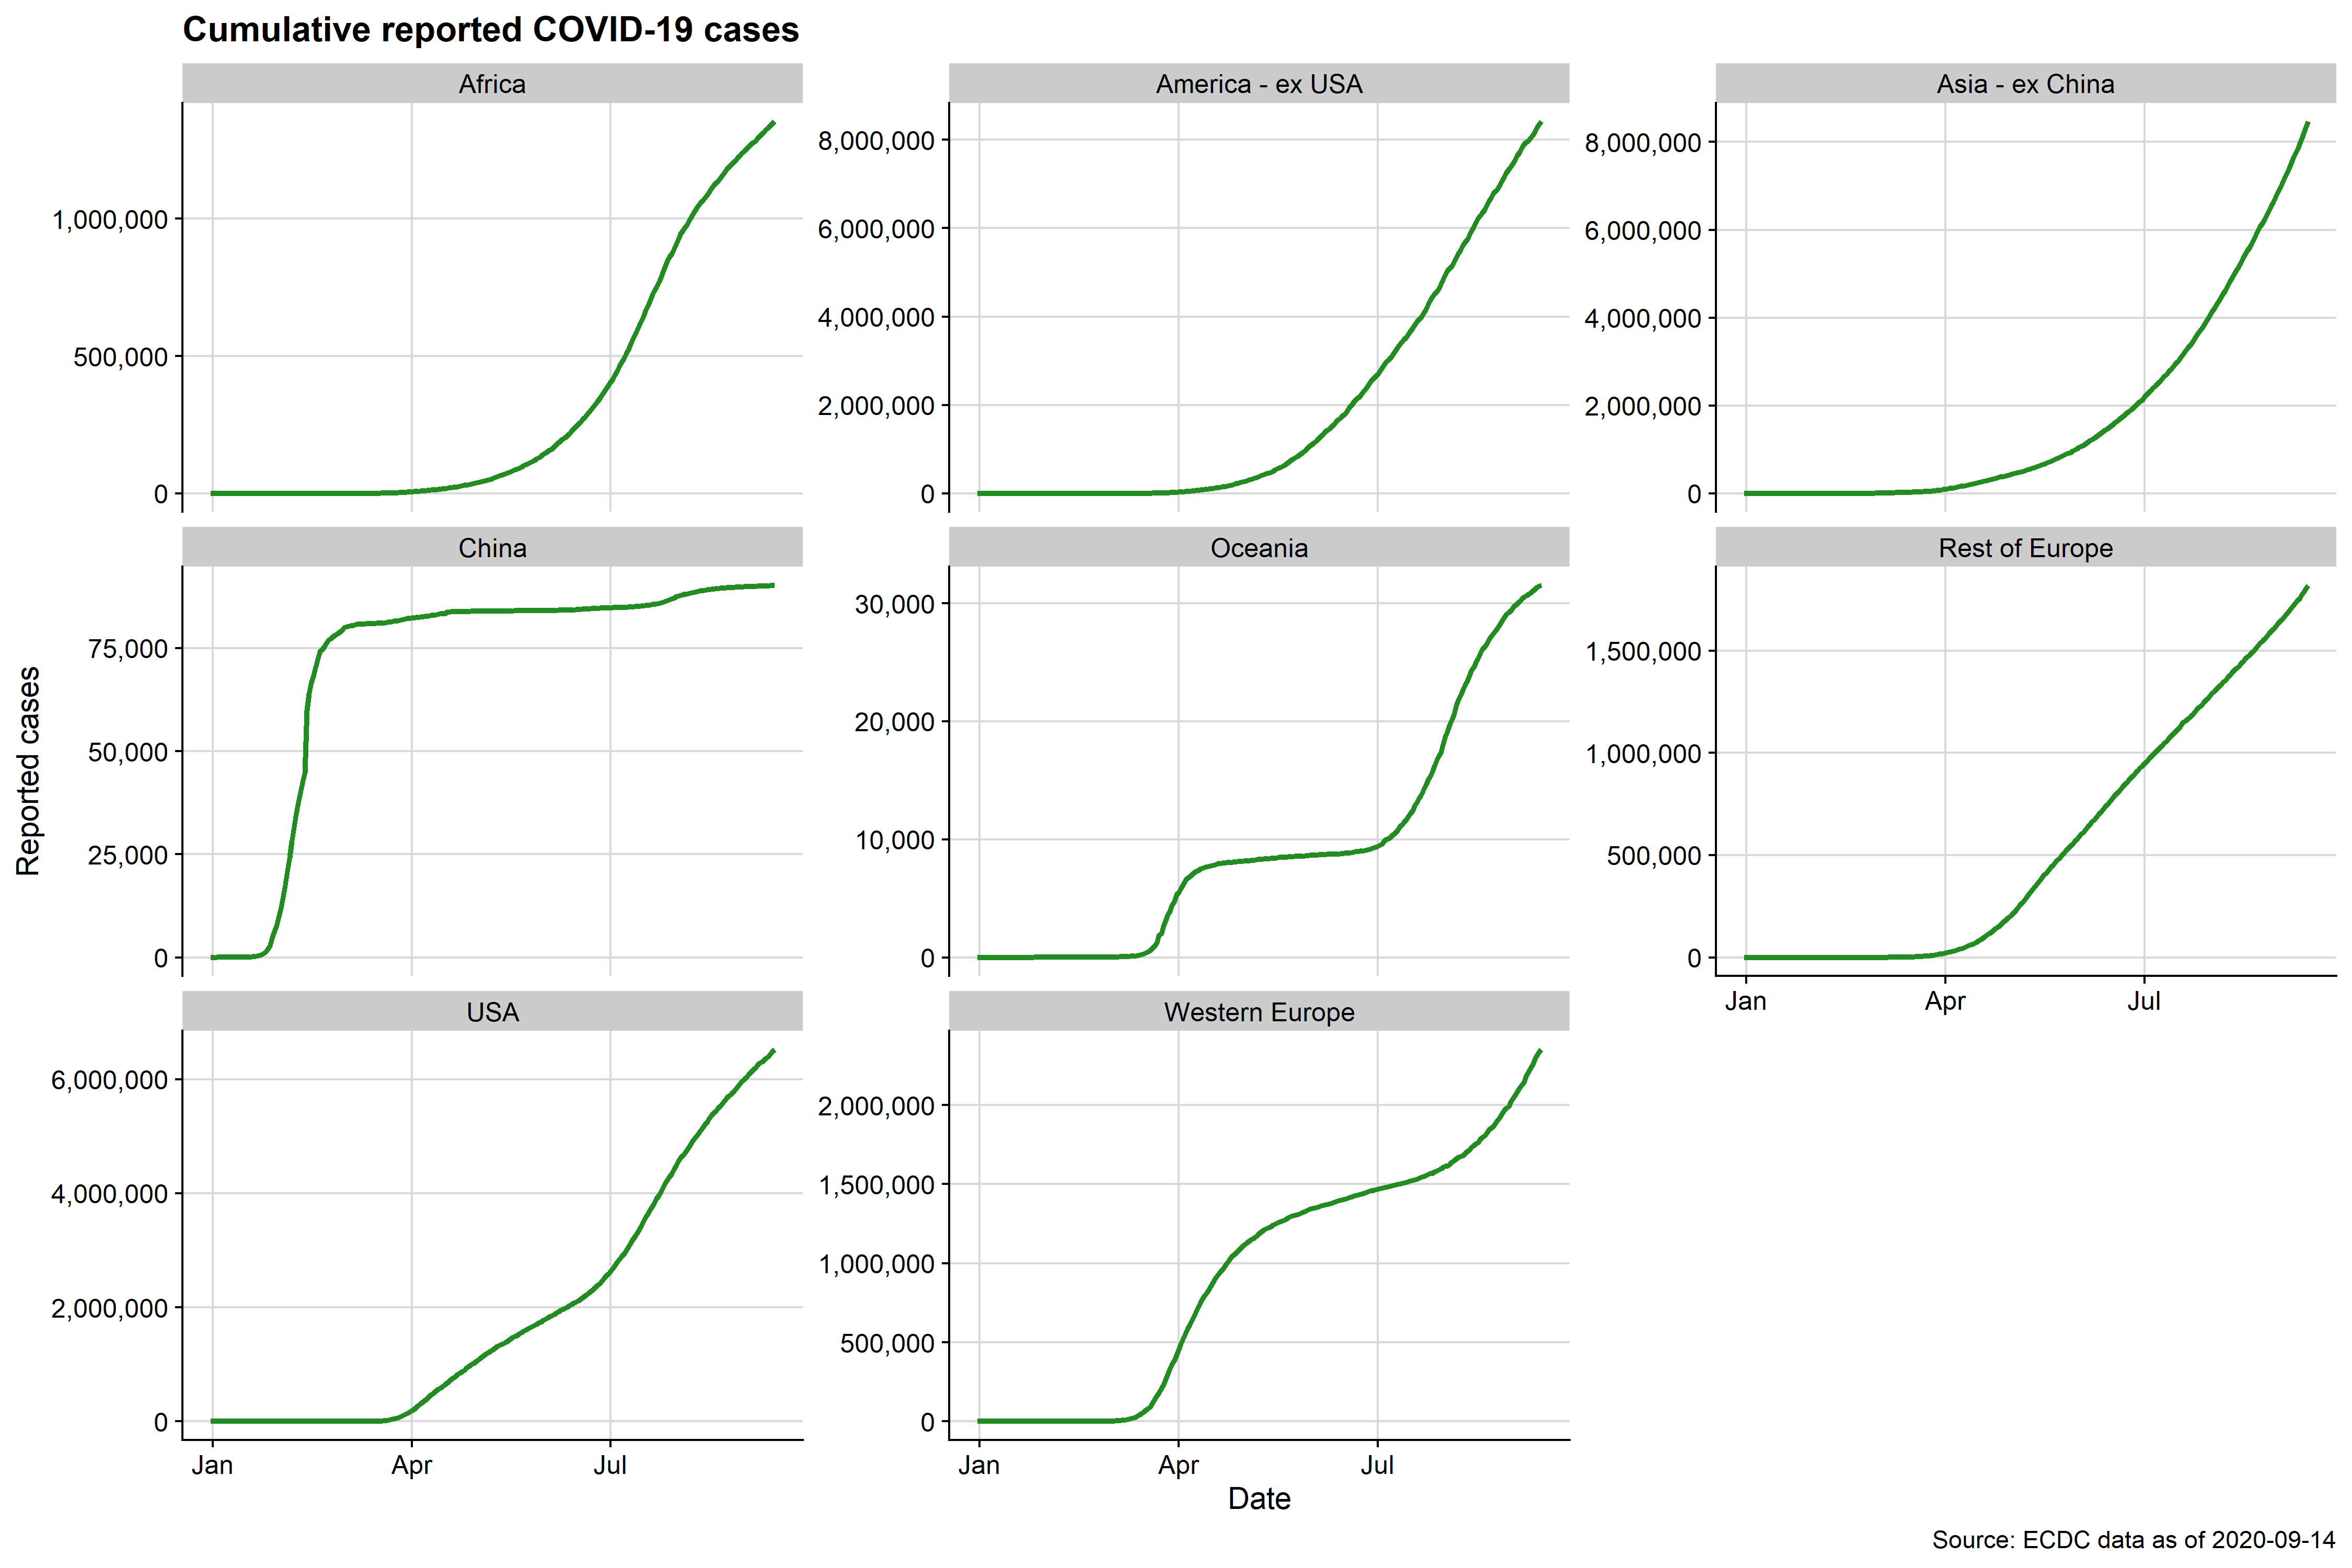 Cumulative reported COVID-19 cases
Africa
America - ex USA
Asia - ex China
1,000,000
500,000
0
8,000,000
6,000,000
4,000,000
2,000,000
0
8,000,000
6,000,000
4,000,000
2,000,000
0
China
Oceania
Rest of Europe
75,000
50,000
25,000
0
30,000
20,000
10,000
0
1,500,000
1,000,000
500,000
0
Jan Apr Jul
Reported cases
USA
Western Europe
6,000,000
4,000,000
2,000,000
0
2,000,000
1,500,000
1,000,000
500,000
0
Jan Apr Jul
Jan Apr Jul
Date
Source: ECDC data as of 2020-09-14